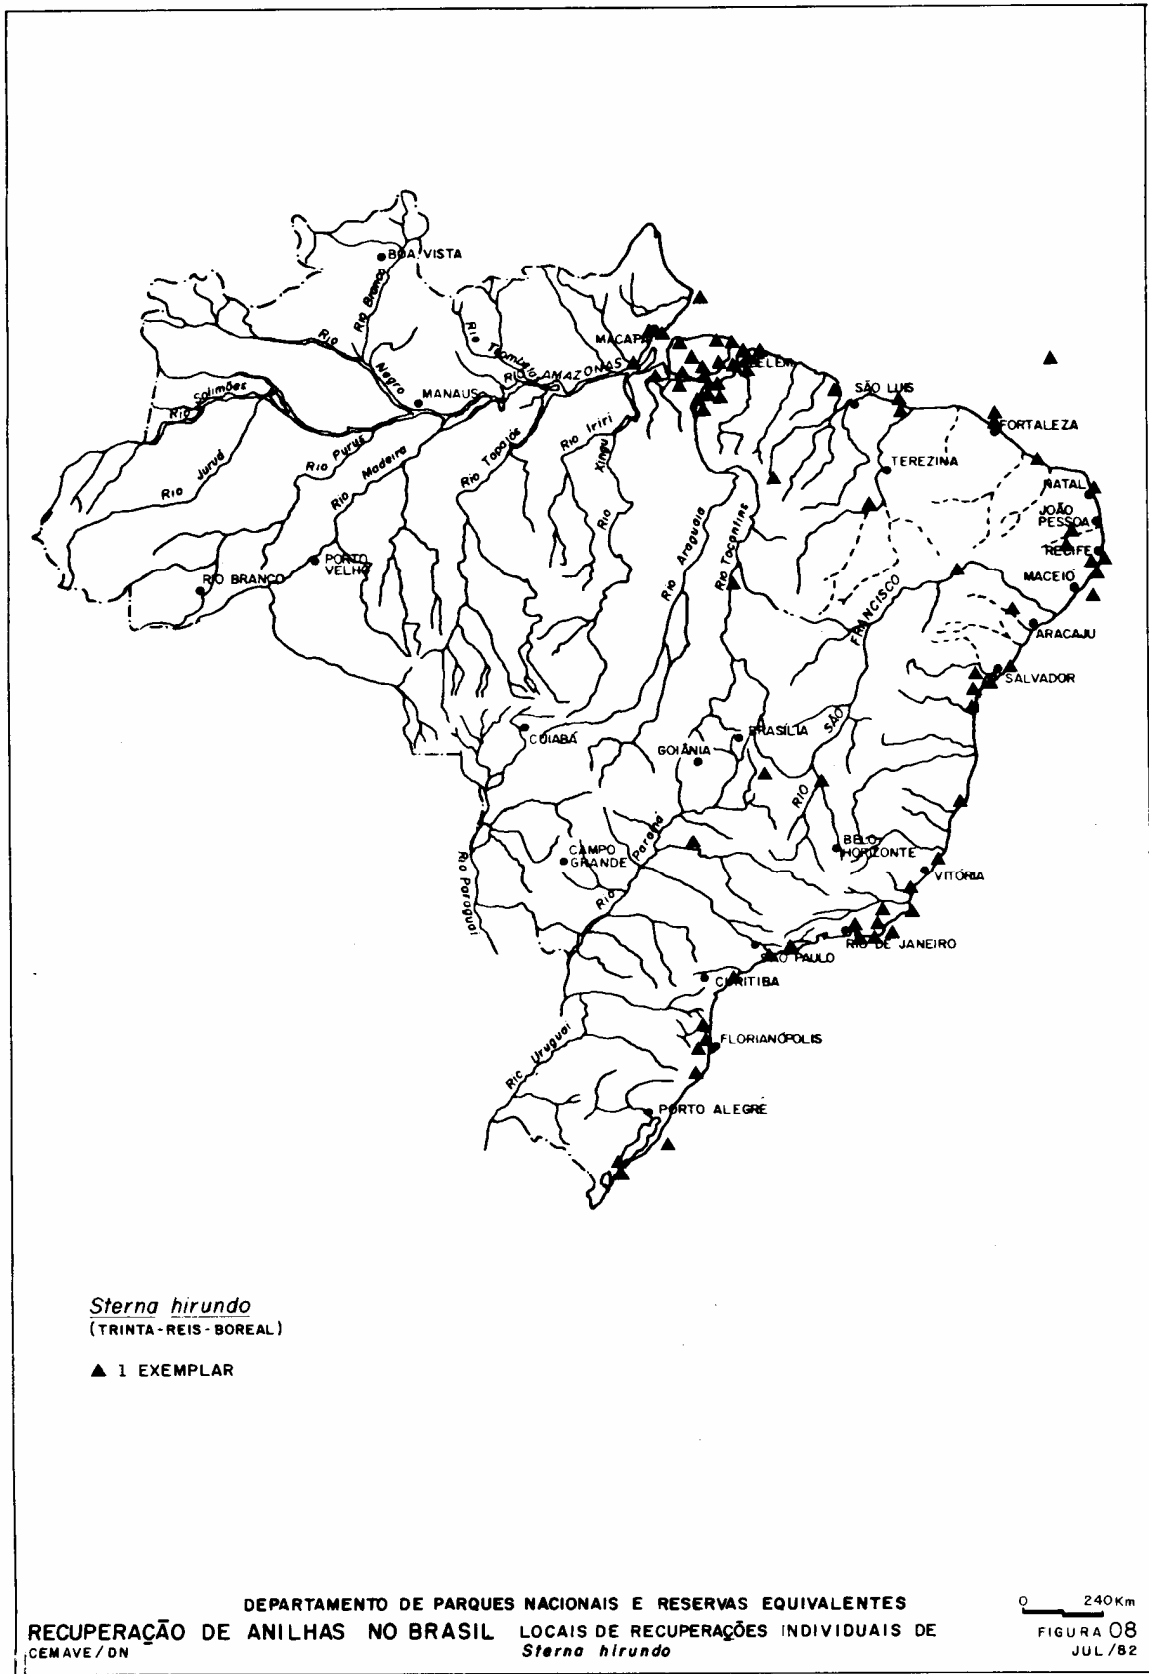 BOA VISTA
Rio Branco
MACAPÁ
Rio
Trombetas
Rio
Negro
RIO AMAZONAS
BELÉM
MANAUS
SÃO LUIS
Rio Solimões
FORTALEZA
Rio Purus
Rio Iriri
Rio Juruá
Rio Madeira
Rio Tapajós
Rio Xingu
TEREZINA
NATAL
JOÃO
PESSOA
Rio Araguaia
Rio Tocantins
RECIFE
PORTO
VELHO
RIO BRANCO
MACEIÓ
RIO SÃO FRANCISCO
ARACAJU
SALVADOR
CUIABÁ
BRASÍLIA
GOIÂNIA
CAMPO
GRANDE
Rio Paraná
BELO
HORIZONTE
VITÓRIA
Rio Paraguai
RIO DE JANEIRO
SÃO PAULO
CURITIBA
FLORIANÓPOLIS
Rio Uruguai
PORTO ALEGRE
Sterna hirundo
(TRINTA-REIS-BOREAL)
▲ 1 EXEMPLAR
DEPARTAMENTO DE PARQUES NACIONAIS E RESERVAS EQUIVALENTES
0 240Km
RECUPERAÇÃO DE ANILHAS NO BRASIL LOCAIS DE RECUPERAÇÕES INDIVIDUAIS DE
Sterna hirundo
FIGURA 08
CEMAVE/DN
JUL/82